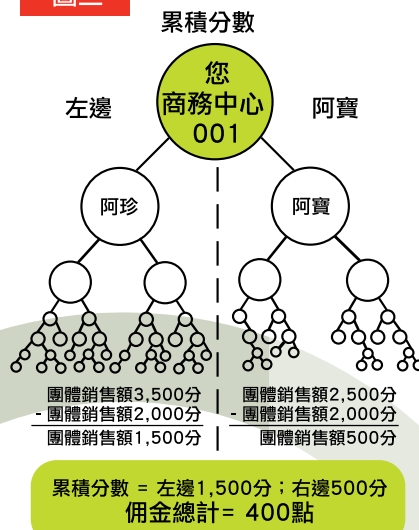 累積分數
您
商務中心
001
左邊
阿寶
阿珍
阿寶
團體銷售額3,500分
- 團體銷售額2,000分
團體銷售額1,500分
團體銷售額2,500分
- 團體銷售額2,000分
團體銷售額500分
累積分數 = 左邊1,500分；右邊500分
佣金總計= 400點